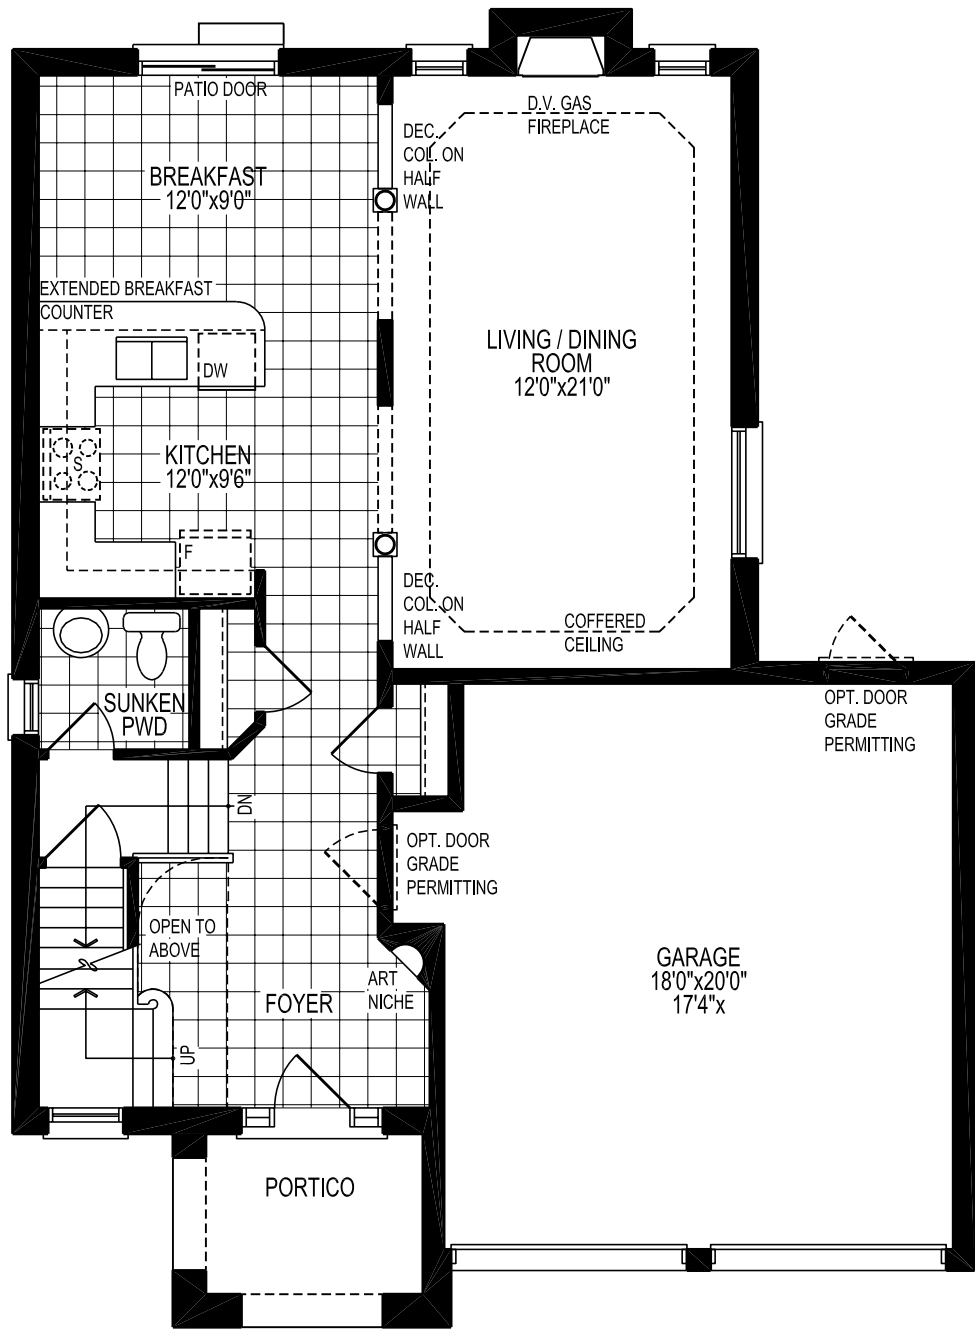 PATIO DOOR
D.V. GAS
FIREPLACE
DEC.
COL. ON
HALF
WALL
BREAKFAST
12'0"x9'0"
EXTENDED BREAKFAST
COUNTER
DW
LIVING / DINING
ROOM
12'0"x21'0"
S
KITCHEN
12'0"x9'6"
F
DEC.
COL. ON
HALF
WALL
COFFERED
CEILING
SUNKEN
PWD
OPT. DOOR
GRADE
PERMITTING
DN
OPT. DOOR
GRADE
PERMITTING
OPEN TO
ABOVE
ART
NICHE
FOYER
GARAGE
18'0"x20'0"
17'4"x
UP
PORTICO